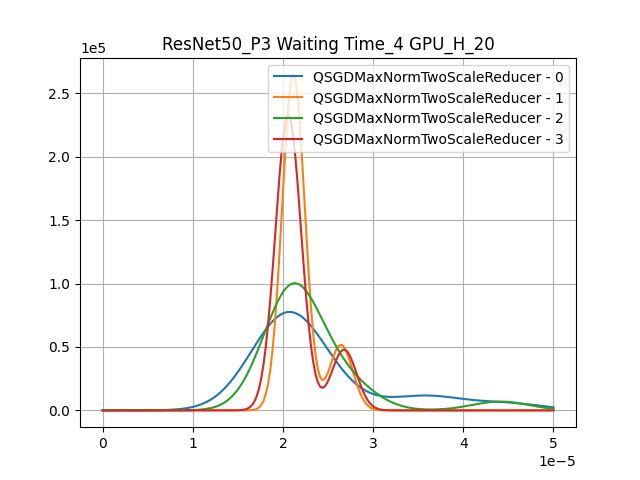 ResNet50_P3 Waiting Time_4 GPU_H_20
1e5
QSGDMaxNormTwoScaleReducer - 0
QSGDMaxNormTwoScaleReducer - 1
QSGDMaxNormTwoScaleReducer - 2
QSGDMaxNormTwoScaleReducer - 3
2.5
2.0
1.5
1.0
0.5
0.0
0 1 2 3 4 5
1e−5